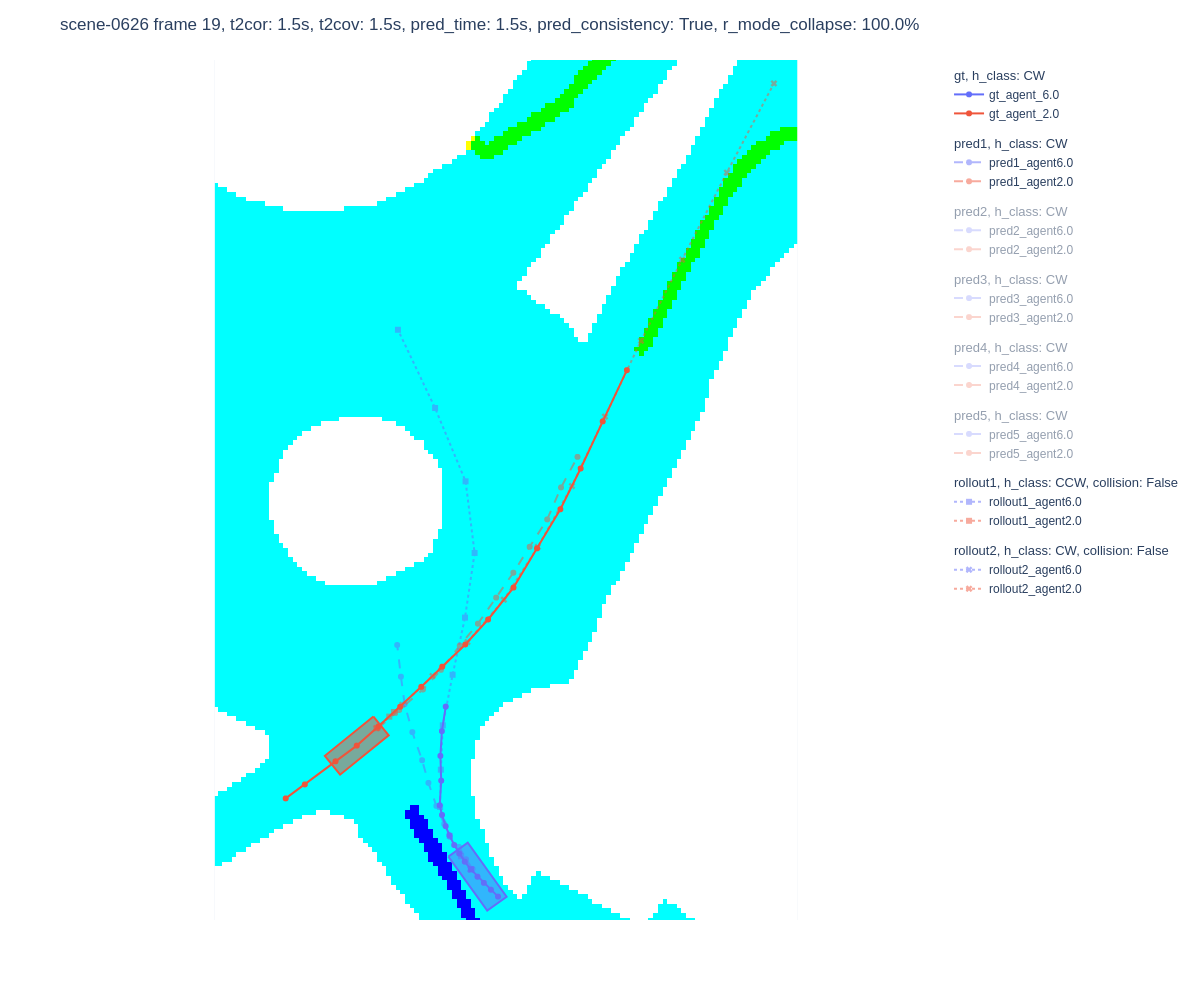 scene-0626 frame 19, t2cor: 1.5s, t2cov: 1.5s, pred_time: 1.5s, pred_consistency: True, r_mode_collapse: 100.0%
gt, h_class: CW
gt_agent_6.0
gt_agent_2.0
pred1, h_class: CW
pred1_agent6.0
pred1_agent2.0
pred2, h_class: CW
pred2_agent6.0
pred2_agent2.0
pred3, h_class: CW
pred3_agent6.0
pred3_agent2.0
pred4, h_class: CW
pred4_agent6.0
pred4_agent2.0
pred5, h_class: CW
pred5_agent6.0
pred5_agent2.0
rollout1, h_class: CCW, collision: False
rollout1_agent6.0
rollout1_agent2.0
rollout2, h_class: CW, collision: False
rollout2_agent6.0
rollout2_agent2.0